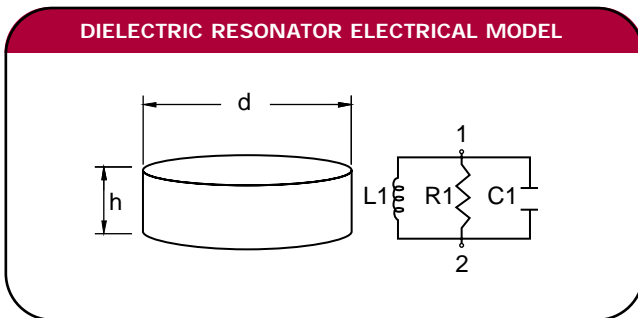 DIELECTRIC RESONATOR ELECTRICAL MODEL
d
h
1
L1 R1 C1
2